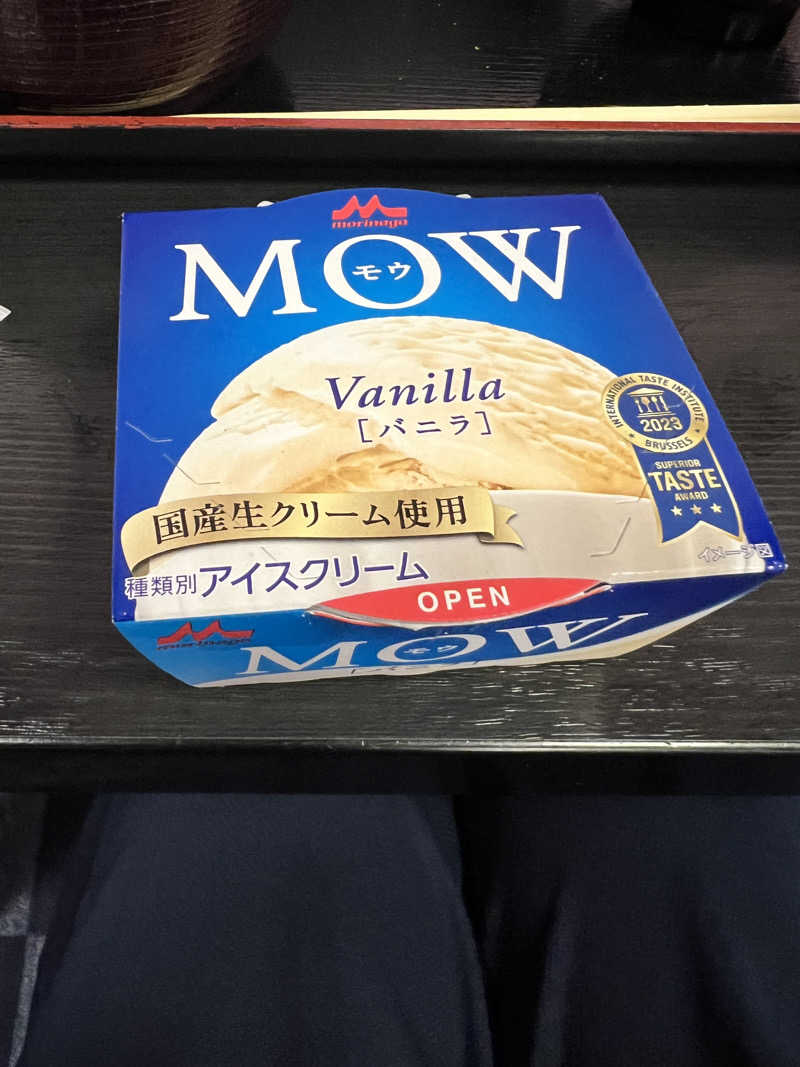 morinaga
MOW
モウ
Vanilla
[バニラ]
INTERNATIONAL TASTE INSTITUTE
2023
BRUSSELS
SUPERIOR
TASTE
AWARD
国産生クリーム使用
種類別アイスクリーム
イメージ図
OPEN
morinaga
MOW
モウ